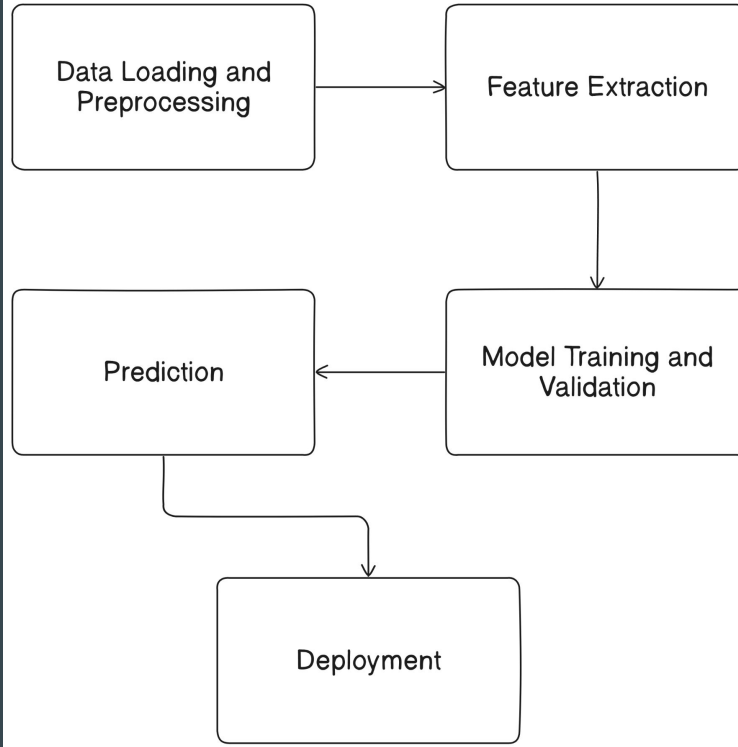 Data Loading and
Preprocessing
Feature Extraction
Model Training and
Validation
Prediction
Deployment